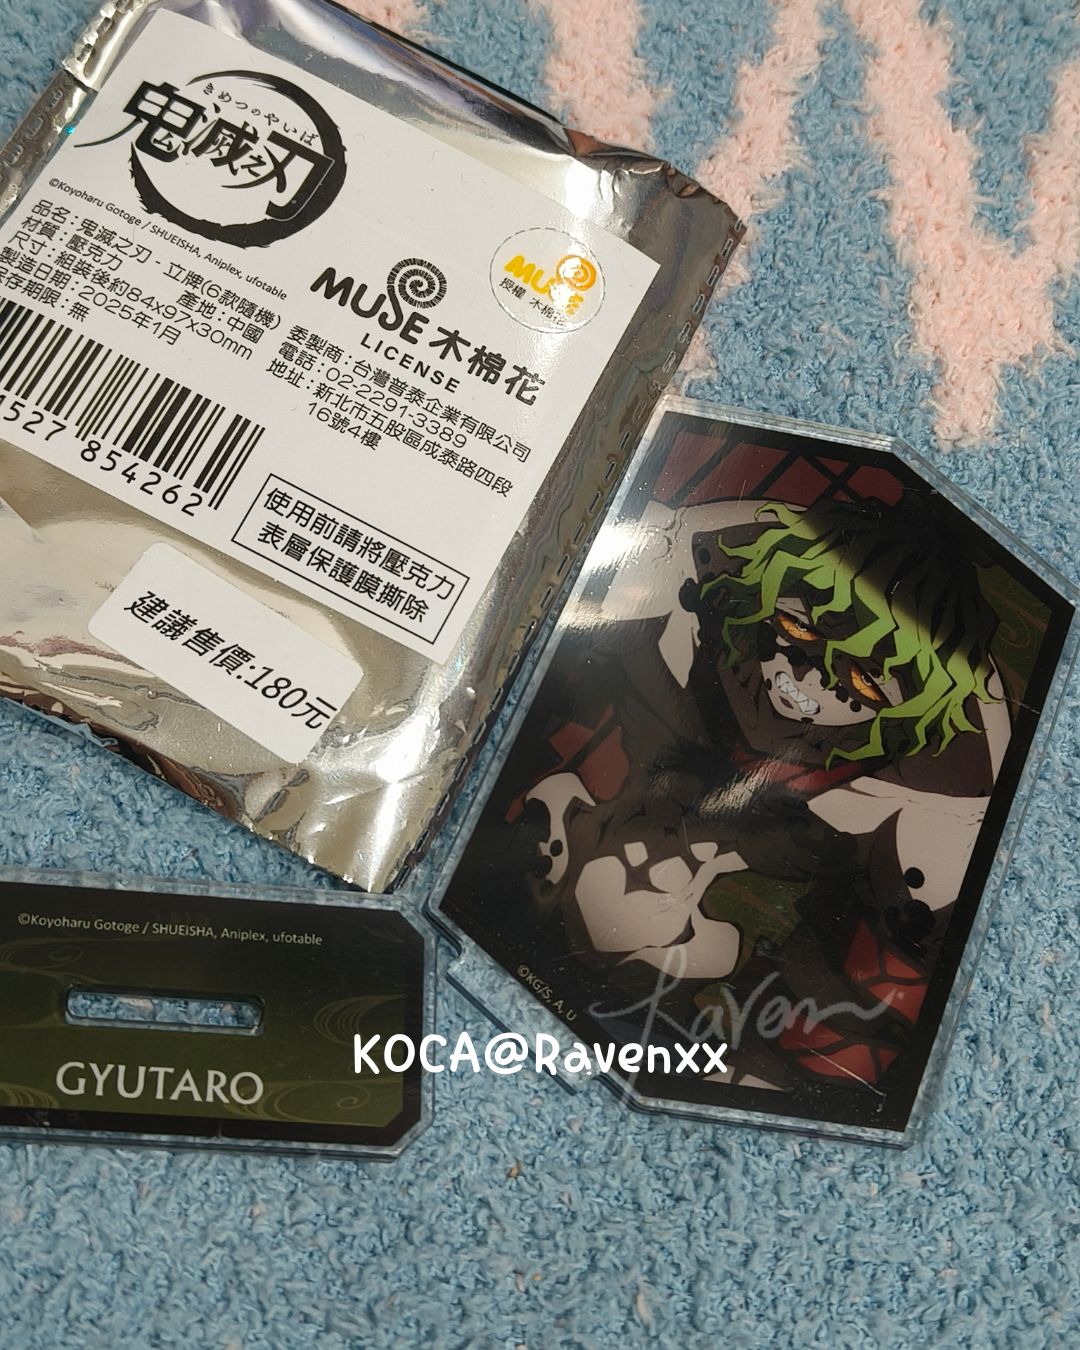 きめつのやいば
鬼滅之刃
©Koyoharu Gotoge / SHUEISHA, Aniplex, ufotable
品名：鬼滅之刃 - 立牌(6款隨機)
材質：壓克力 產地：中國
尺寸：組裝後約84x97x30mm
製造日期：2025年1月
保存期限：無
MUSE 木棉花
LICENSE
MUSE
授權 木棉花
委製商：台灣普泰企業有限公司
電話：02-2291-3389
地址：新北市五股區成泰路四段
16號4樓
854262
使用前請將壓克力
表層保護膜撕除
建議售價:180元
©Koyoharu Gotoge / SHUEISHA, Aniplex, ufotable
GYUTARO
©KG/S, A, U
KOCA@Ravenxx